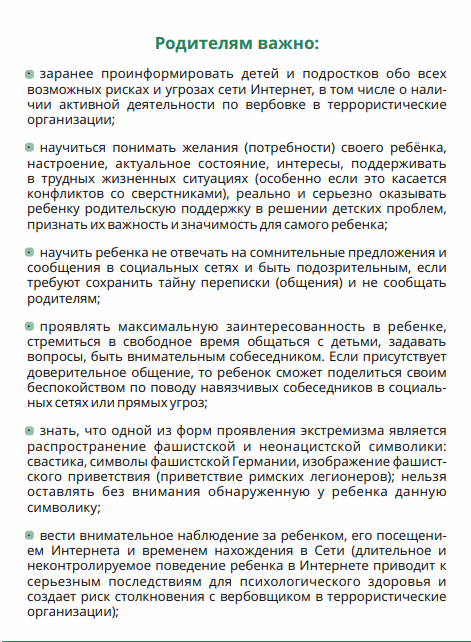 Родителям важно:
заранее проинформировать детей и подростков обо всех
возможных рисках и угрозах сети Интернет, в том числе о нали-
чии активной деятельности по вербовке в террористические
организации;
научиться понимать желания (потребности) своего ребёнка,
настроение, актуальное состояние, интересы, поддерживать
в трудных жизненных ситуациях (особенно если это касается
конфликтов со сверстниками), реально и серьезно оказывать
ребенку родительскую поддержку в решении детских проблем,
признать их важность и значимость для самого ребенка;
научить ребенка не отвечать на сомнительные предложения и
сообщения в социальных сетях и быть подозрительным, если
требуют сохранить тайну переписки (общения) и не сообщать
родителям;
проявлять максимальную заинтересованность в ребенке,
стремиться в свободное время общаться с детьми, задавать
вопросы, быть внимательным собеседником. Если присутствует
доверительное общение, то ребенок сможет поделиться своим
беспокойством по поводу навязчивых собеседников в социаль-
ных сетях или прямых угроз;
знать, что одной из форм проявления экстремизма является
распространение фашистской и неонацистской символики:
свастика, символы фашистской Германии, изображение фашист-
ского приветствия (приветствие римских легионеров); нельзя
оставлять без внимания обнаруженную у ребенка данную
символику;
вести внимательное наблюдение за ребенком, его посещени-
ем Интернета и временем нахождения в Сети (длительное и
неконтролируемое поведение ребенка в Интернете приводит к
серьезным последствиям для психологического здоровья и
создает риск столкновения с вербовщиком в террористические
организации);